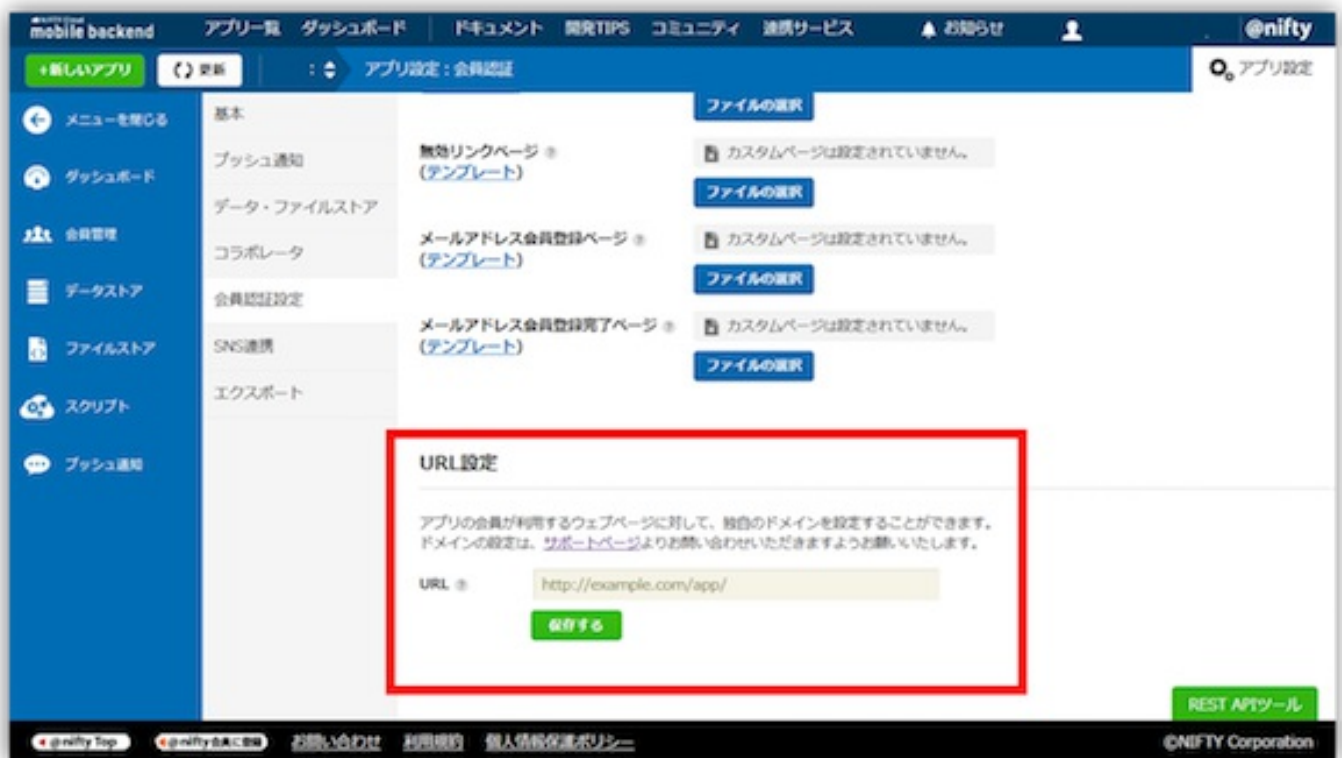 NIFTY Cloud
mobile backend
アプリ一覧 ダッシュボード ドキュメント 開発TIPS コミュニティ 連携サービス お知らせ @nifty
+新しいアプリ 更新 アプリ設定 : 会員認証 アプリ設定
メニューを閉じる
ダッシュボード
会員管理
データストア
ファイルストア
スクリプト
プッシュ通知
基本
プッシュ通知
データ・ファイルストア
コラボレータ
会員認証設定
SNS連携
エクスポート
ファイルの選択
無効リンクページ
(テンプレート)
カスタムページは設定されていません。
ファイルの選択
メールアドレス会員登録ページ
(テンプレート)
カスタムページは設定されていません。
ファイルの選択
メールアドレス会員登録完了ページ
(テンプレート)
カスタムページは設定されていません。
ファイルの選択
URL設定
アプリの会員が利用するウェブページに対して、独自のドメインを設定することができます。
ドメインの設定は、サポートページよりお問い合わせいただきますようお願いいたします。
URL
http://example.com/app/
保存する
REST APIツール
@nifty Top @nifty会員に登録 お問い合わせ 利用規約 個人情報保護ポリシー ©NIFTY Corporation